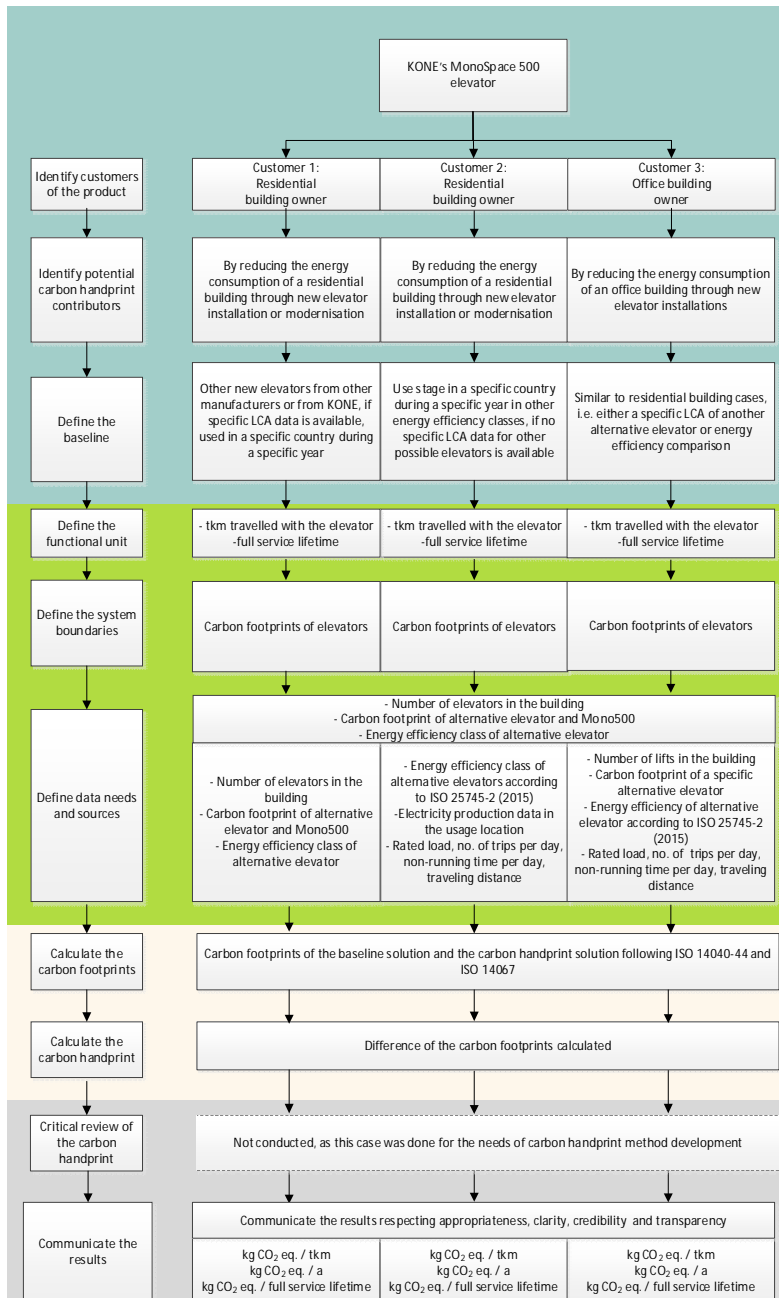 KONE's MonoSpace 500
elevator
Identify customers
of the product
Customer 1:
Residential
building owner
Customer 2:
Residential
building owner
Customer 3:
Office building
owner
Identify potential
carbon handprint
contributors
By reducing the energy
consumption of a residential
building through new elevator
installation or modernisation
By reducing the energy
consumption of a residential
building through new elevator
installation or modernisation
By reducing the energy consumption
of an office building through new
elevator installations
Define the
baseline
Other new elevators from other
manufacturers or from KONE, if
specific LCA data is available,
used in a specific country during
a specific year
Use stage in a specific country
during a specific year in other
energy efficiency classes, if no
specific LCA data for other
possible elevators is available
Similar to residential building cases,
i.e. either a specific LCA of another
alternative elevator or energy
efficiency comparison
Define the
functional unit
- tkm travelled with the elevator
-full service lifetime
- tkm travelled with the elevator
-full service lifetime
- tkm travelled with the elevator
-full service lifetime
Define the system
boundaries
Carbon footprints of elevators
Carbon footprints of elevators
Carbon footprints of elevators
Define data needs
and sources
- Number of elevators in the building
- Carbon footprint of alternative elevator and Mono500
- Energy efficiency class of alternative elevator
- Number of elevators in the
building
- Carbon footprint of alternative
elevator and Mono500
- Energy efficiency class of
alternative elevator
- Energy efficiency class of
alternative elevators according
to ISO 25745-2 (2015)
-Electricity production data in
the usage location
- Rated load, no. of trips per day,
non-running time per day,
traveling distance
- Number of lifts in the building
- Carbon footprint of a specific
alternative elevator
- Energy efficiency of alternative
elevator according to ISO 25745-2
(2015)
- Rated load, no. of trips per day,
non-running time per day, traveling
distance
Calculate the
carbon footprints
Carbon footprints of the baseline solution and the carbon handprint solution following ISO 14040-44 and
ISO 14067
Calculate the
carbon handprint
Difference of the carbon footprints calculated
Critical review of
the carbon
handprint
Not conducted, as this case was done for the needs of carbon handprint method development
Communicate the
results
Communicate the results respecting appropriateness, clarity, credibility and transparency
kg CO₂ eq. / tkm
kg CO₂ eq. / a
kg CO₂ eq. / full service lifetime
kg CO₂ eq. / tkm
kg CO₂ eq. / a
kg CO₂ eq. / full service lifetime
kg CO₂ eq. / tkm
kg CO₂ eq. / a
kg CO₂ eq. / full service lifetime